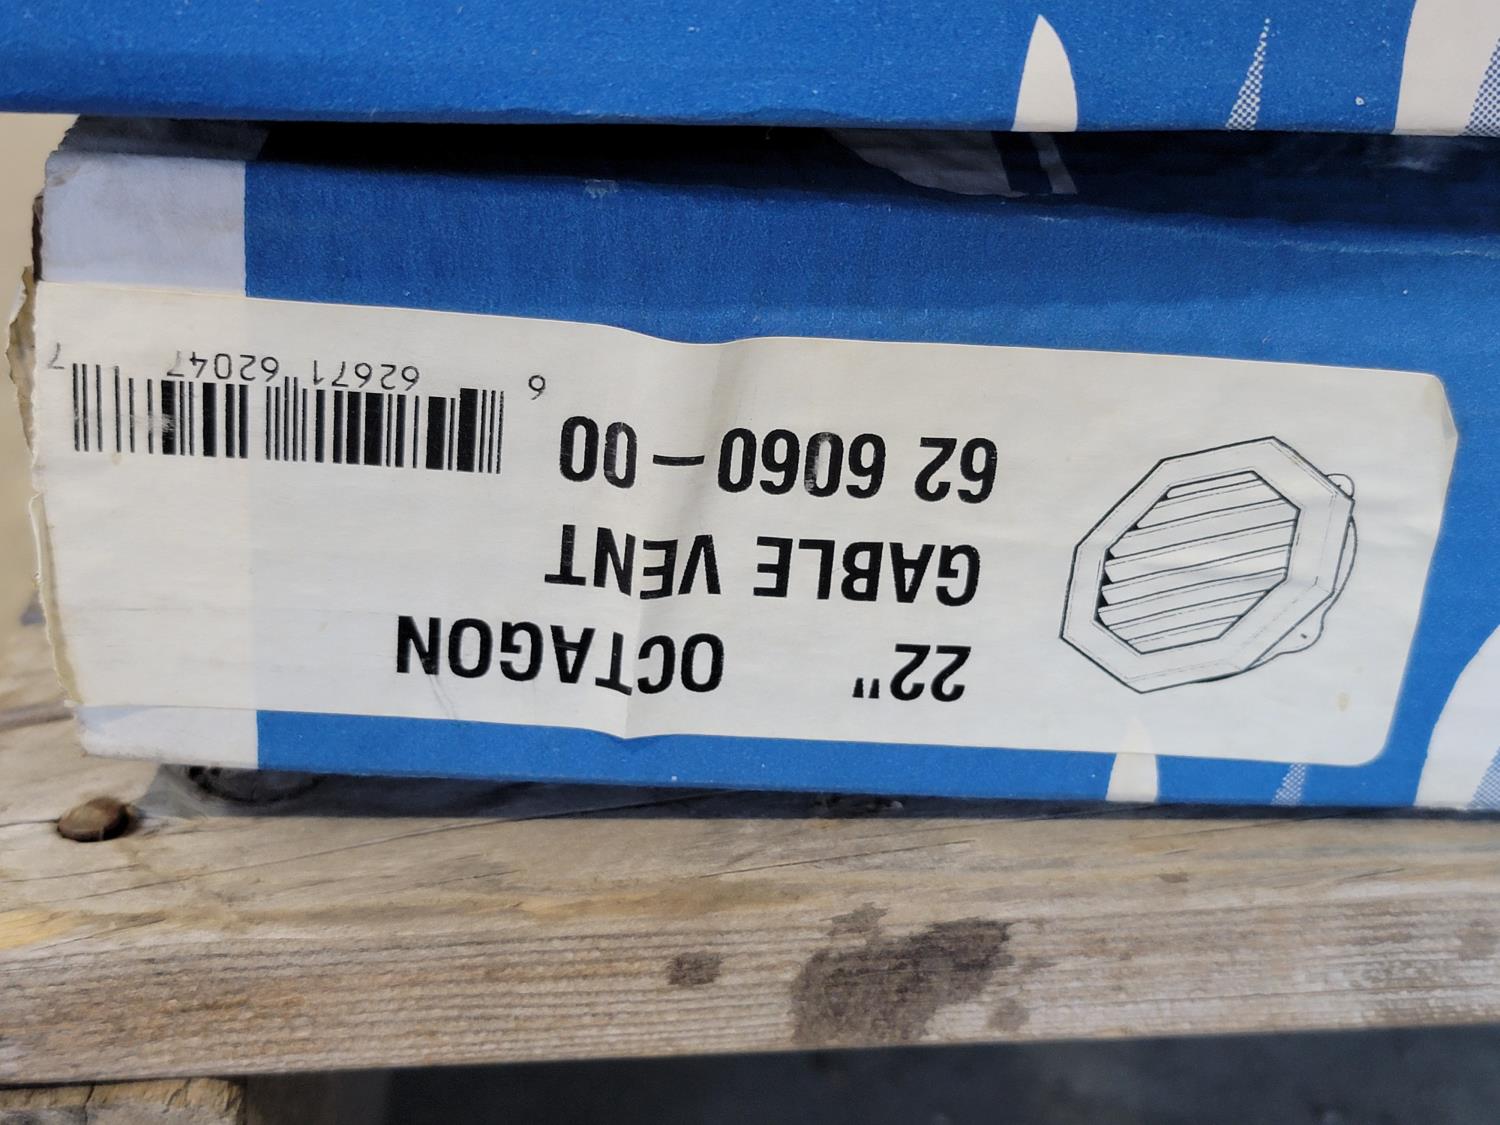 22" OCTAGON
GABLE VENT
62 6060-00
6 62671 62047 7